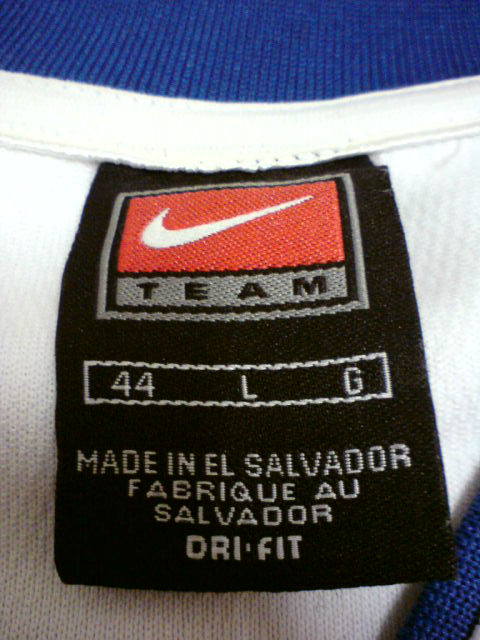 TEAM
44 L G
MADE IN EL SALVADOR
FABRIQUE AU
SALVADOR
DRI·FIT